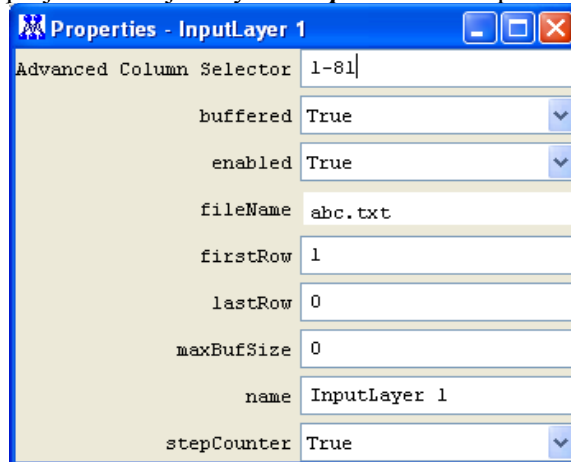 Properties - InputLayer 1
Advanced Column Selector 1-81
buffered True
enabled True
fileName abc.txt
firstRow 1
lastRow 0
maxBufSize 0
name InputLayer 1
stepCounter True